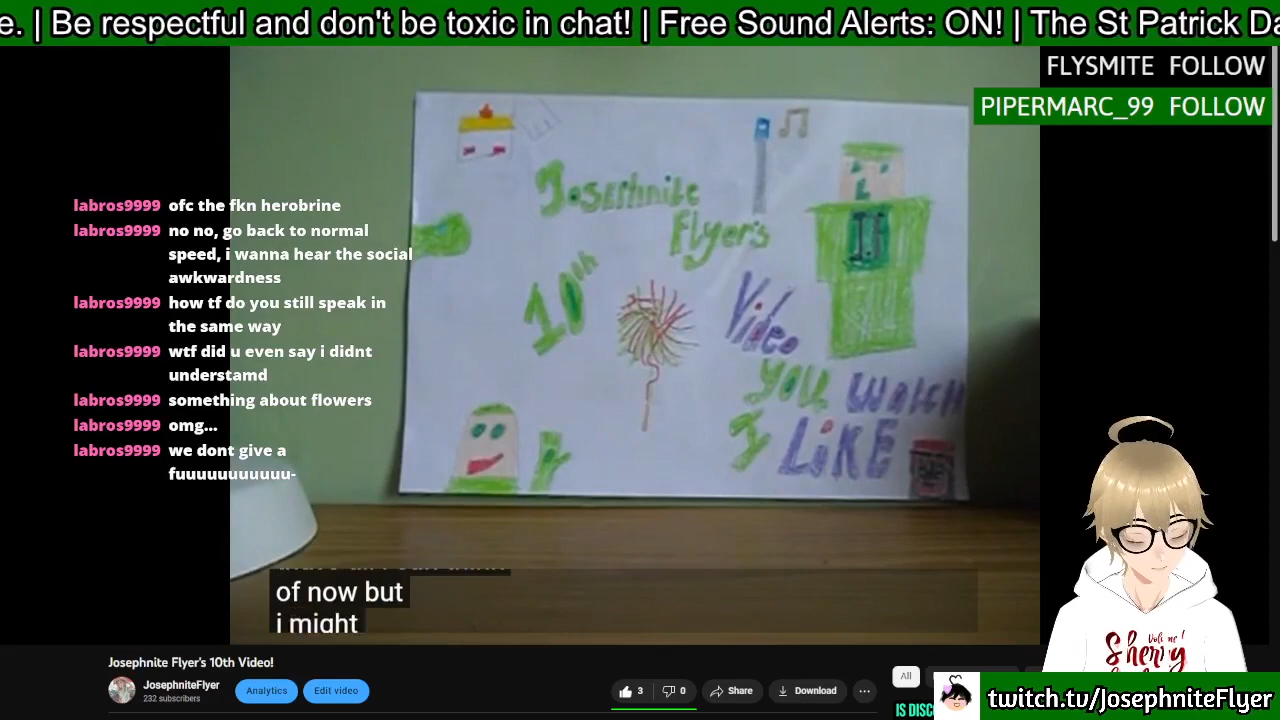 e. | Be respectful and don't be toxic in chat! | Free Sound Alerts: ON! | The St Patrick Da
FLYSMITE FOLLOW
PIPERMARC_99 FOLLOW
labros9999 ofc the fkn herobrine
labros9999 no no, go back to normal
speed, i wanna hear the social
awkwardness
labros9999 how tf do you still speak in
the same way
labros9999 wtf did u even say i didnt
understamd
labros9999 something about flowers
labros9999 omg...
labros9999 we dont give a
fuuuuuuuuuuu-
Josephnite
Flyer's
10th
Video
YOU WatCH
I LiKE
J.F
of now but
i might
Josephnite Flyer's 10th Video!
JosephniteFlyer
232 subscribers
Analytics
Edit video
3
0
Share
Download
...
All
IS DISC
Sherry
twitch.tv/JosephniteFlyer